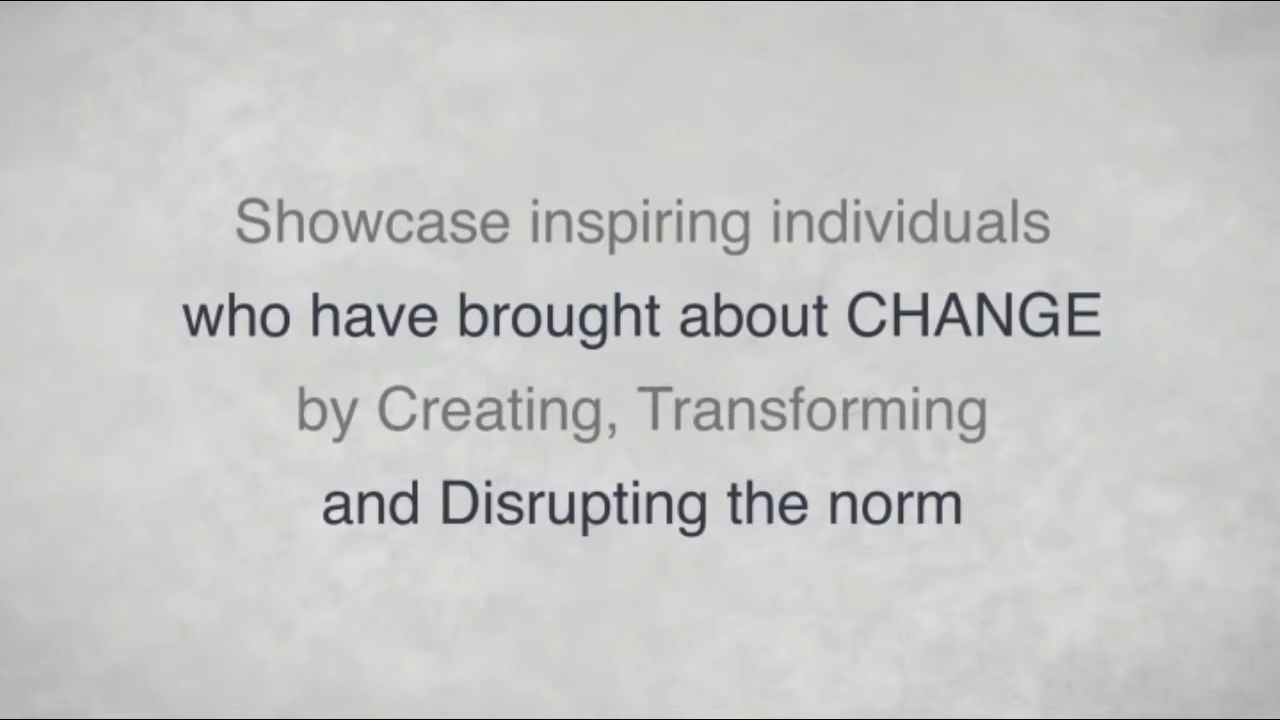 Showcase inspiring individuals
who have brought about CHANGE
by Creating, Transforming
and Disrupting the norm